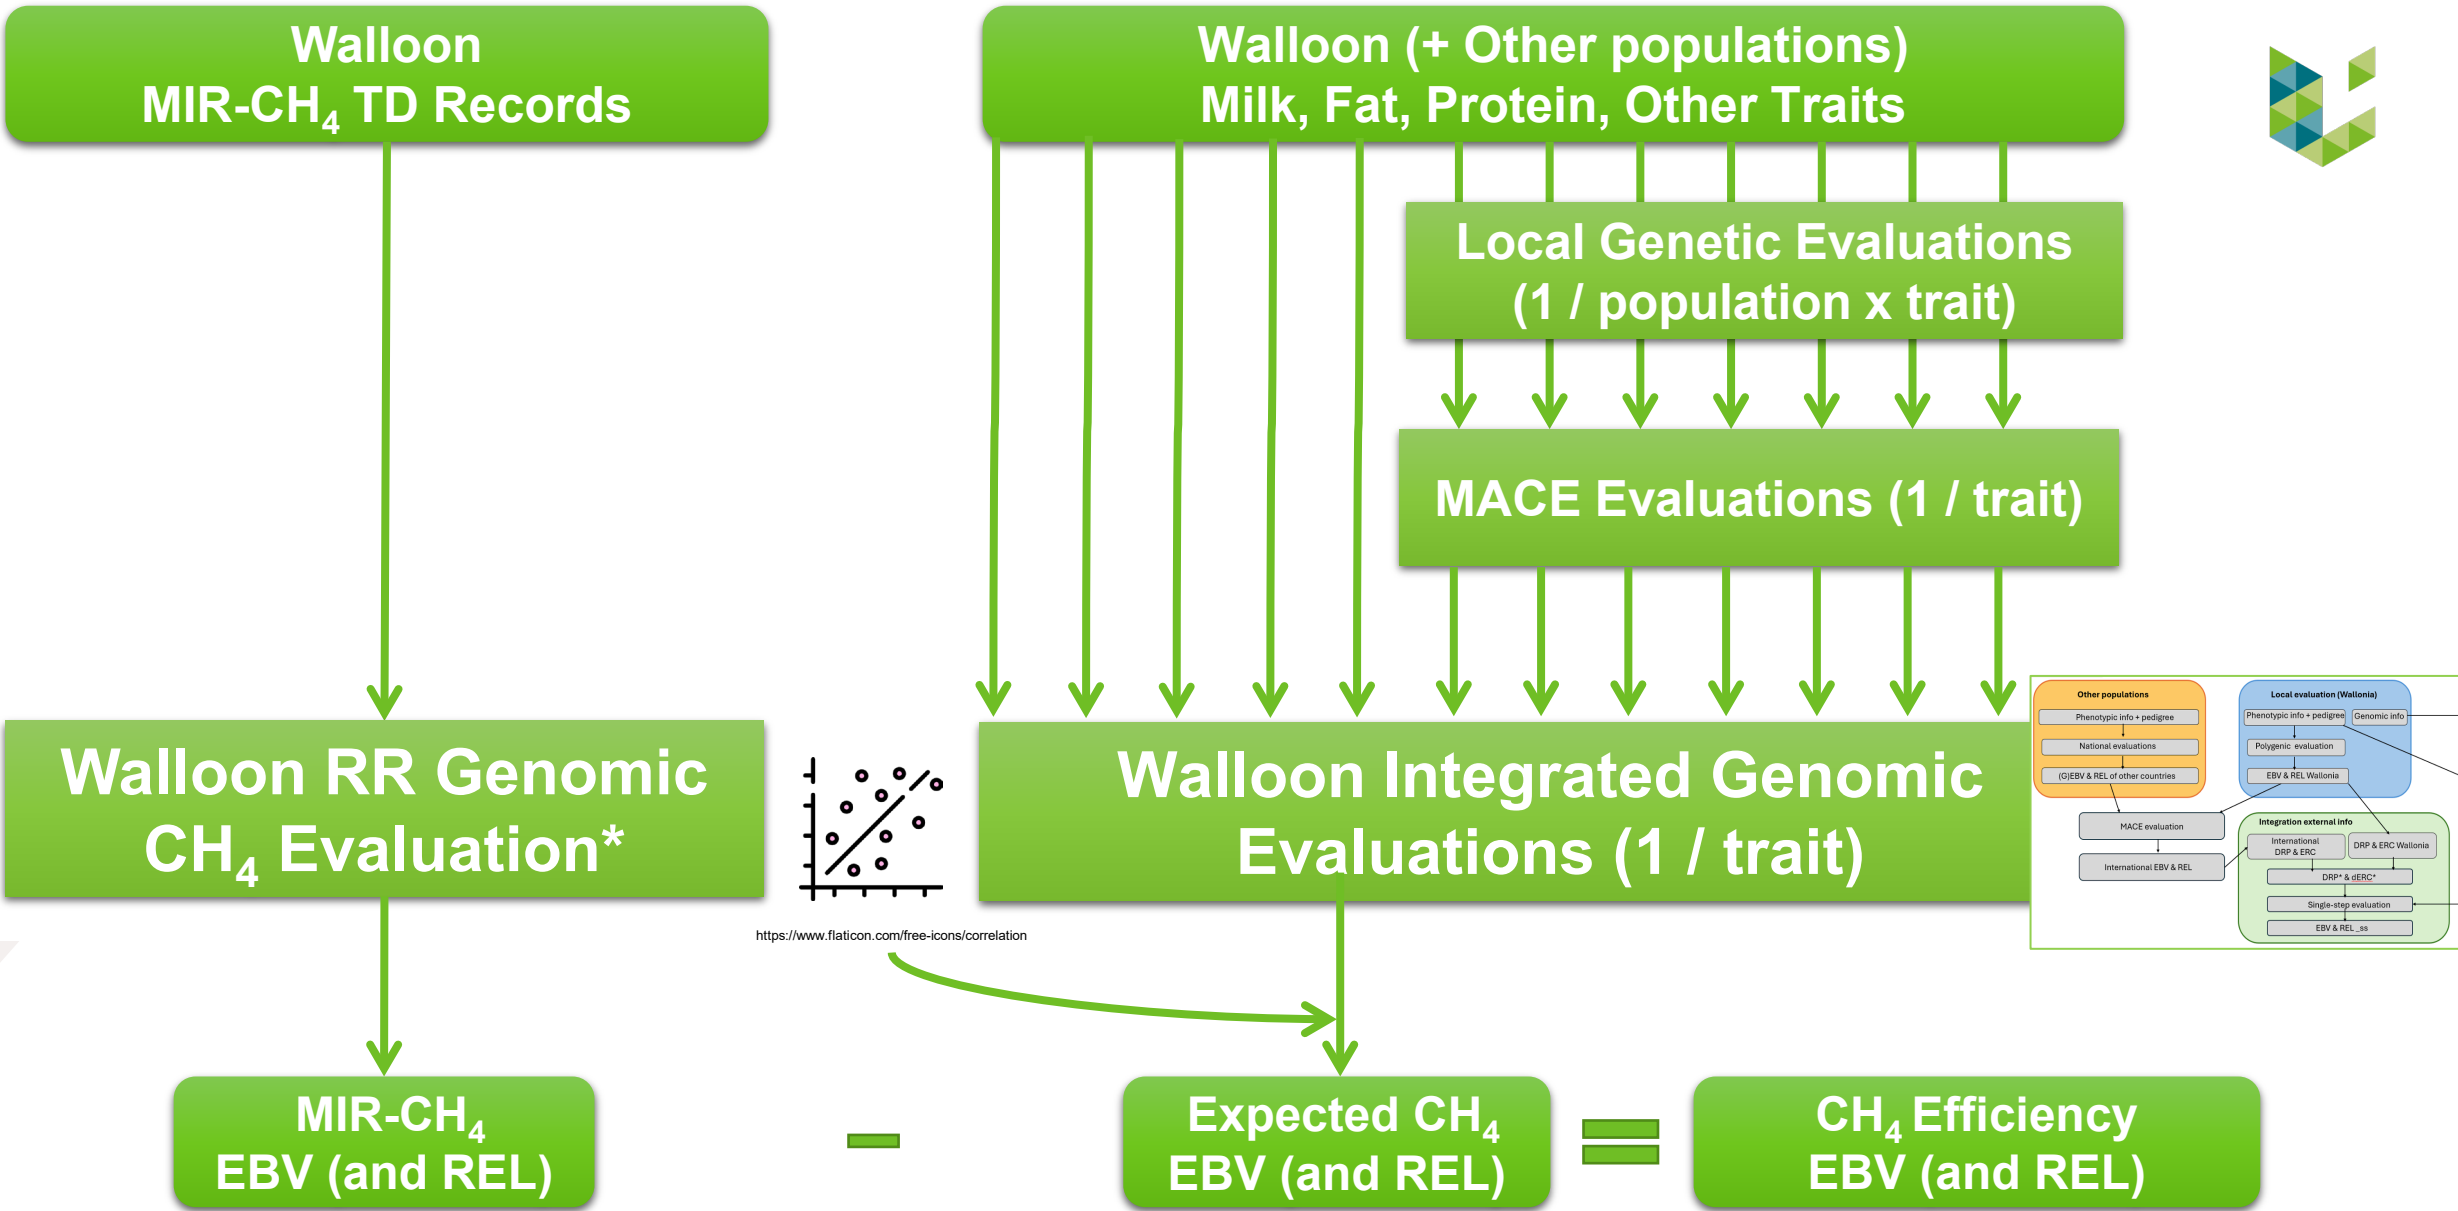 Walloon
MIR-CH4 TD Records
Walloon (+ Other populations)
Milk, Fat, Protein, Other Traits
Local Genetic Evaluations
(1 / population x trait)
MACE Evaluations (1 / trait)
Walloon RR Genomic
CH4 Evaluation*
https://www.flaticon.com/free-icons/correlation
Walloon Integrated Genomic
Evaluations (1 / trait)
Other populations
Phenotypic info + pedigree
National evaluations
(G)EBV & REL of other countries
Local evaluation (Wallonia)
Phenotypic info + pedigree
Genomic info
Polygenic evaluation
EBV & REL Wallonia
MACE evaluation
International EBV & REL
Integration external info
International
DRP & ERC
DRP & ERC Wallonia
DRP* & dERC*
Single-step evaluation
EBV & REL_ss
MIR-CH4
EBV (and REL)
Expected CH4
EBV (and REL)
CH4 Efficiency
EBV (and REL)